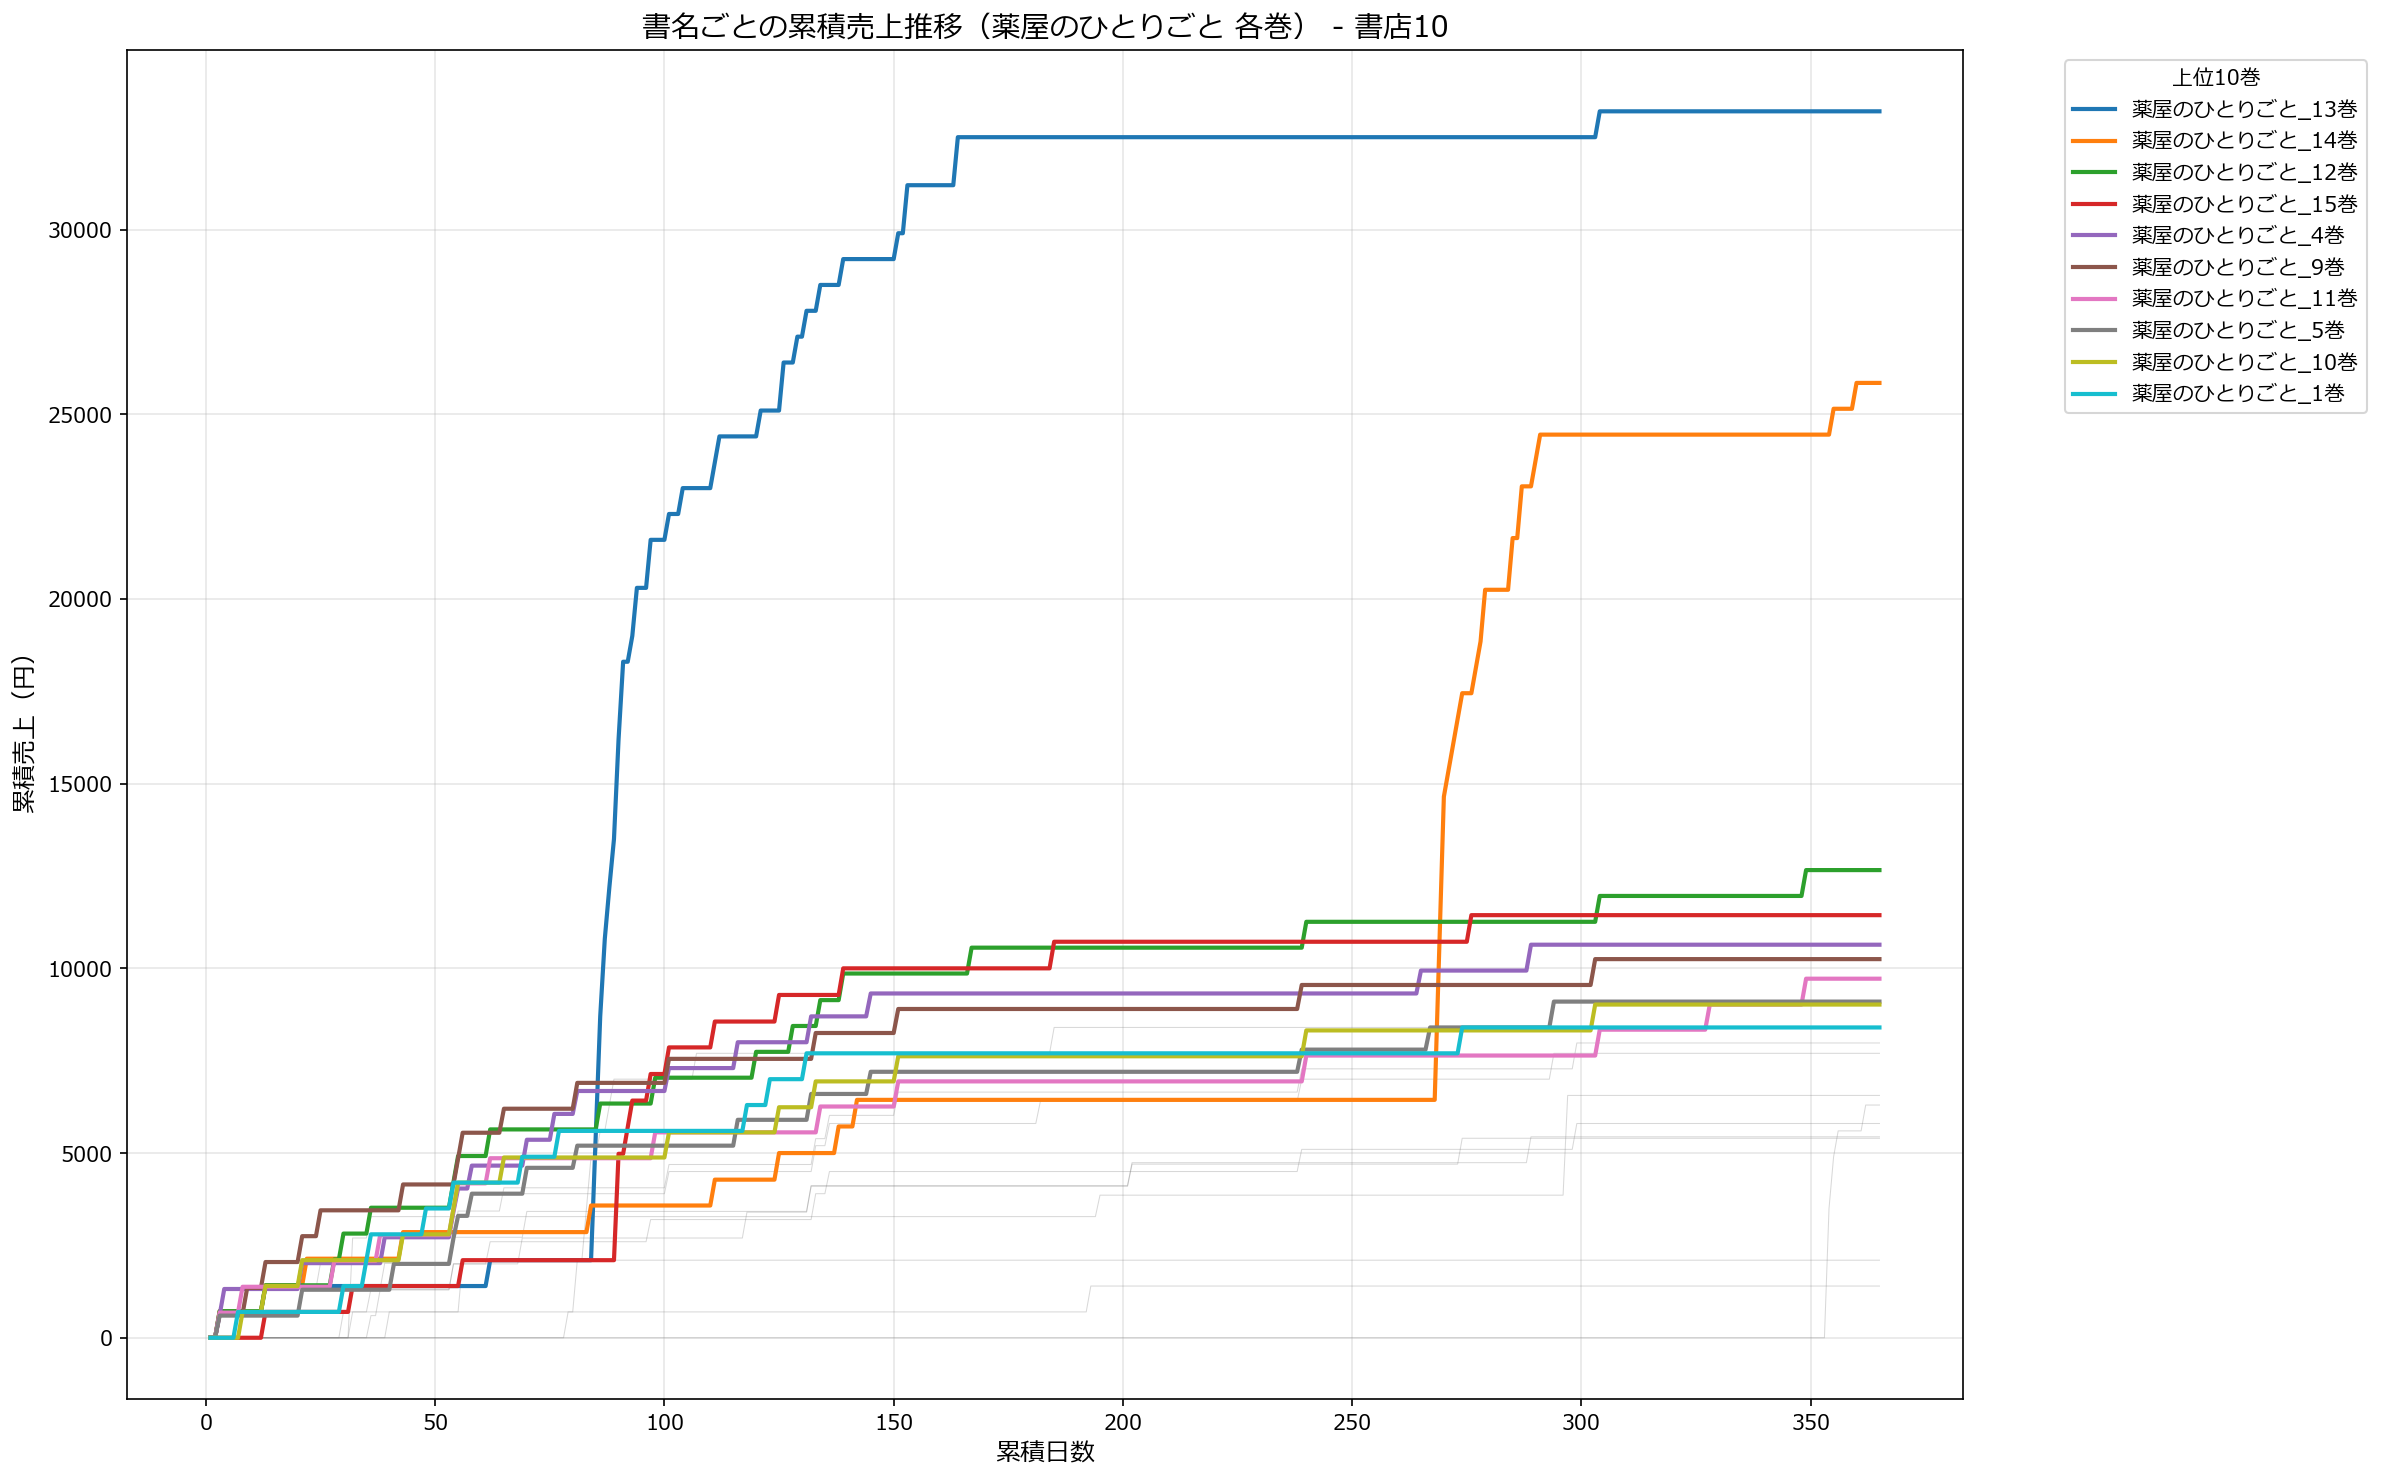 書名ごとの累積売上推移（薬屋のひとりごと 各巻） - 書店10
累積売上（円）
30000
25000
20000
15000
10000
5000
0
0 50 100 150 200 250 300 350
累積日数
上位10巻
薬屋のひとりごと_13巻
薬屋のひとりごと_14巻
薬屋のひとりごと_12巻
薬屋のひとりごと_15巻
薬屋のひとりごと_4巻
薬屋のひとりごと_9巻
薬屋のひとりごと_11巻
薬屋のひとりごと_5巻
薬屋のひとりごと_10巻
薬屋のひとりごと_1巻